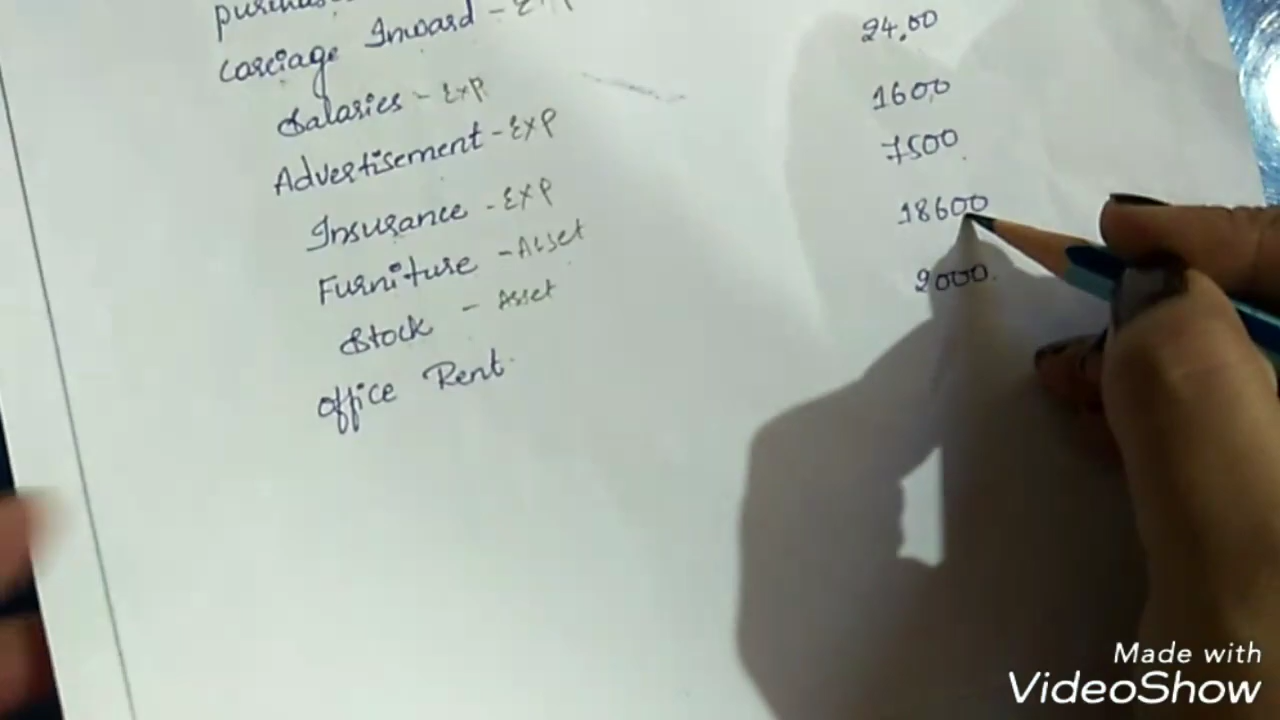 Carriage Inward - Exp
24.00
Salaries - Exp
1600
Advertisement - Exp
7500
Insurance - Exp
18600
Furniture - Asset
2000
Stock - Asset
Office Rent
Made with
VideoShow